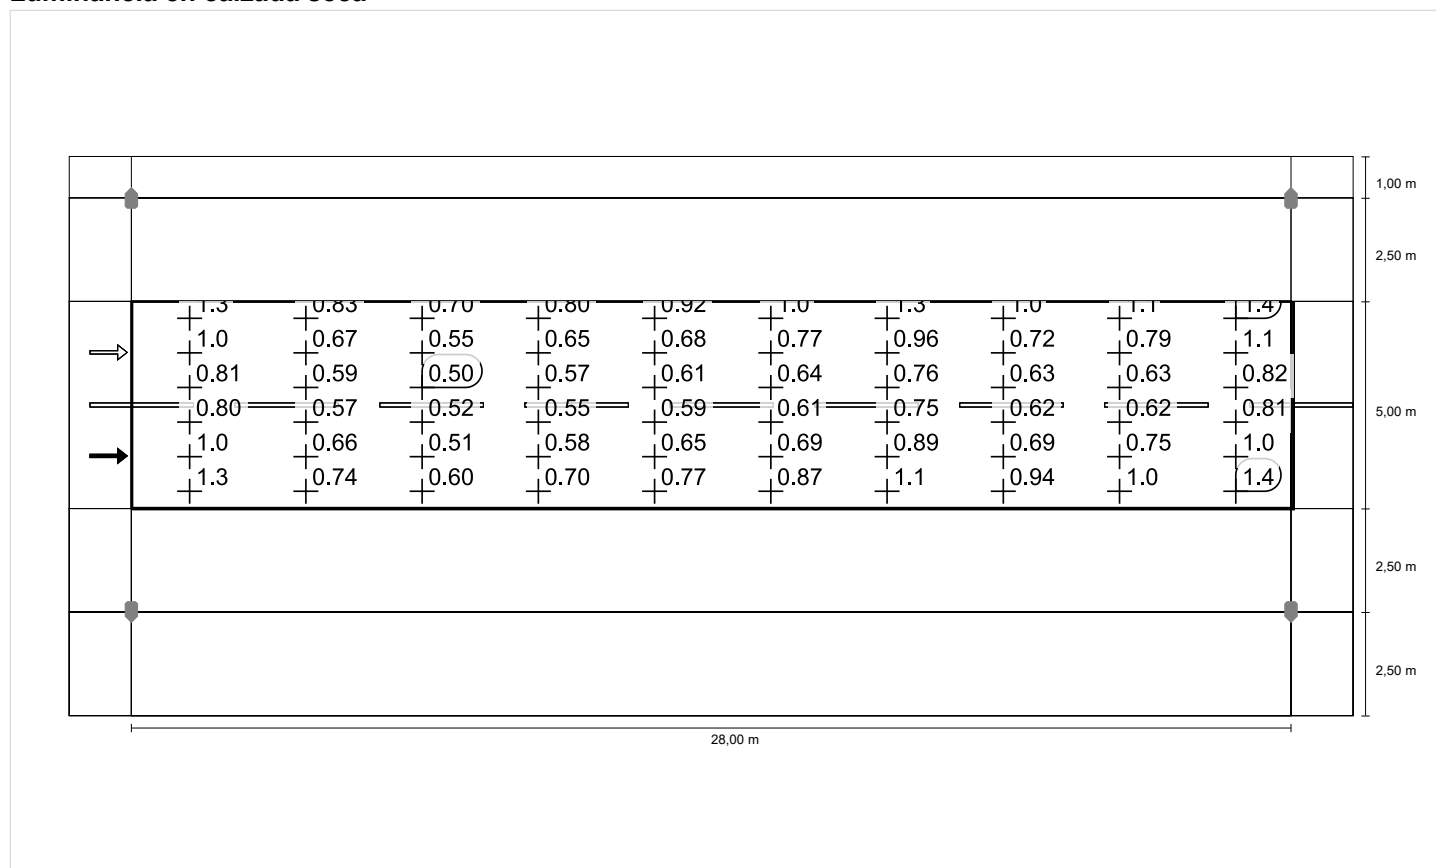 Luminancia en calzada seca
1,00 m
2,50 m
1.3 0.83 0.70 0.80 0.92 1.0 1.3 1.0 1.1 1.4
1.0 0.67 0.55 0.65 0.68 0.77 0.96 0.72 0.79 1.1
0.81 0.59 0.50 0.57 0.61 0.64 0.76 0.63 0.63 0.82
0.80 0.57 0.52 0.55 0.59 0.61 0.75 0.62 0.62 0.81
5,00 m
1.0 0.66 0.51 0.58 0.65 0.69 0.89 0.69 0.75 1.0
1.3 0.74 0.60 0.70 0.77 0.87 1.1 0.94 1.0 1.4
2,50 m
2,50 m
28,00 m